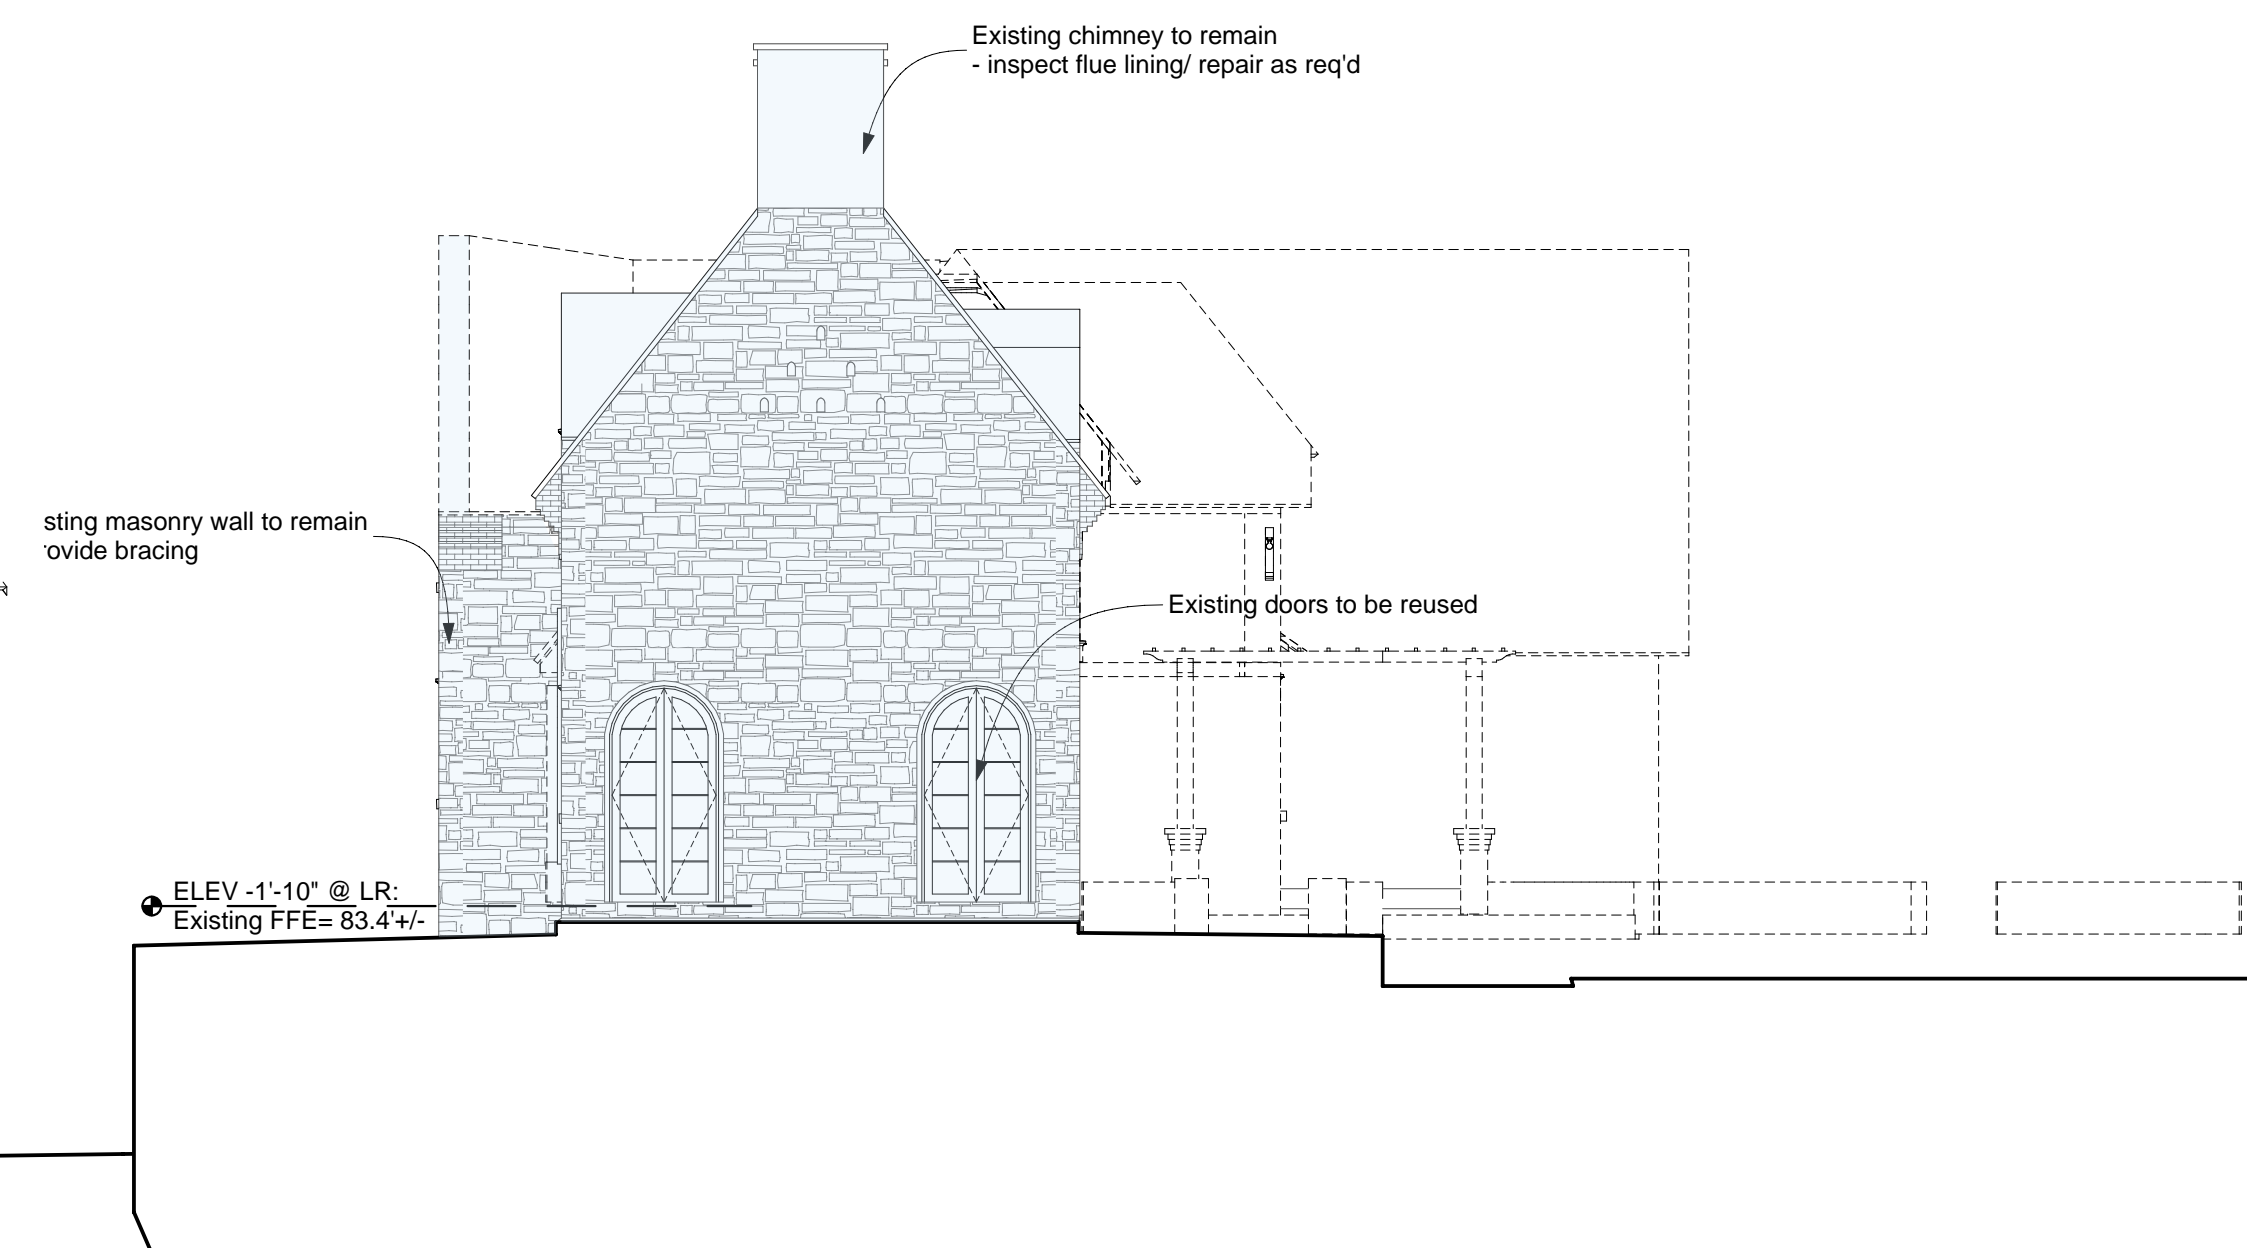 Existing chimney to remain
- inspect flue lining/ repair as req'd
sting masonry wall to remain
ovide bracing
Existing doors to be reused
ELEV -1'-10" @ LR:
Existing FFE= 83.4'+/-